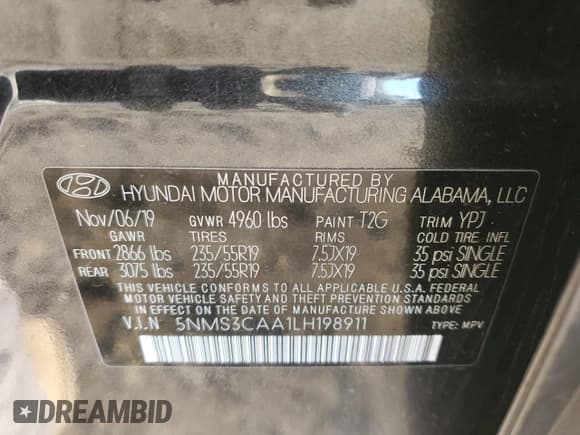 MANUFACTURED BY
HYUNDAI MOTOR MANUFACTURING ALABAMA, LLC
Nov/06/19 GVWR 4960 lbs PAINT T2G TRIM YPJ
GAWR TIRES RIMS COLD TIRE INFL
FRONT 2866 lbs 235/55R19 7.5JX19 35 psi SINGLE
REAR 3075 lbs 235/55R19 7.5JX19 35 psi SINGLE
THIS VEHICLE CONFORMS TO ALL APPLICABLE U.S.A. FEDERAL
MOTOR VEHICLE SAFETY, BUMPER, AND THEFT PREVENTION STANDARDS
IN EFFECT ON THE DATE OF MANUFACTURE SHOWN ABOVE.
V.I.N 5NMS3CAA1LH198911 TYPE: MPV
DREAMBID